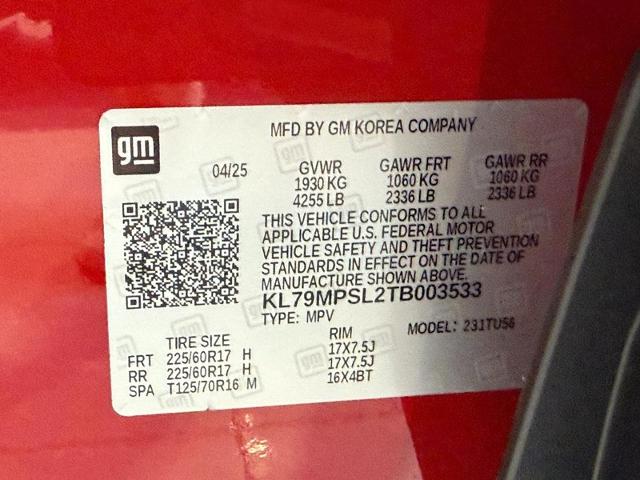 gm
MFD BY GM KOREA COMPANY
04/25 GVWR GAWR FRT GAWR RR
1930 KG 1060 KG 1060 KG
4255 LB 2336 LB 2336 LB
THIS VEHICLE CONFORMS TO ALL
APPLICABLE U.S. FEDERAL MOTOR
VEHICLE SAFETY AND THEFT PREVENTION
STANDARDS IN EFFECT ON THE DATE OF
MANUFACTURE SHOWN ABOVE.
KL79MPSL2TB003533
TYPE: MPV MODEL: 231TU56
TIRE SIZE RIM
FRT 225/60R17 H 17X7.5J
RR 225/60R17 H 17X7.5J
SPA T125/70R16 M 16X4BT